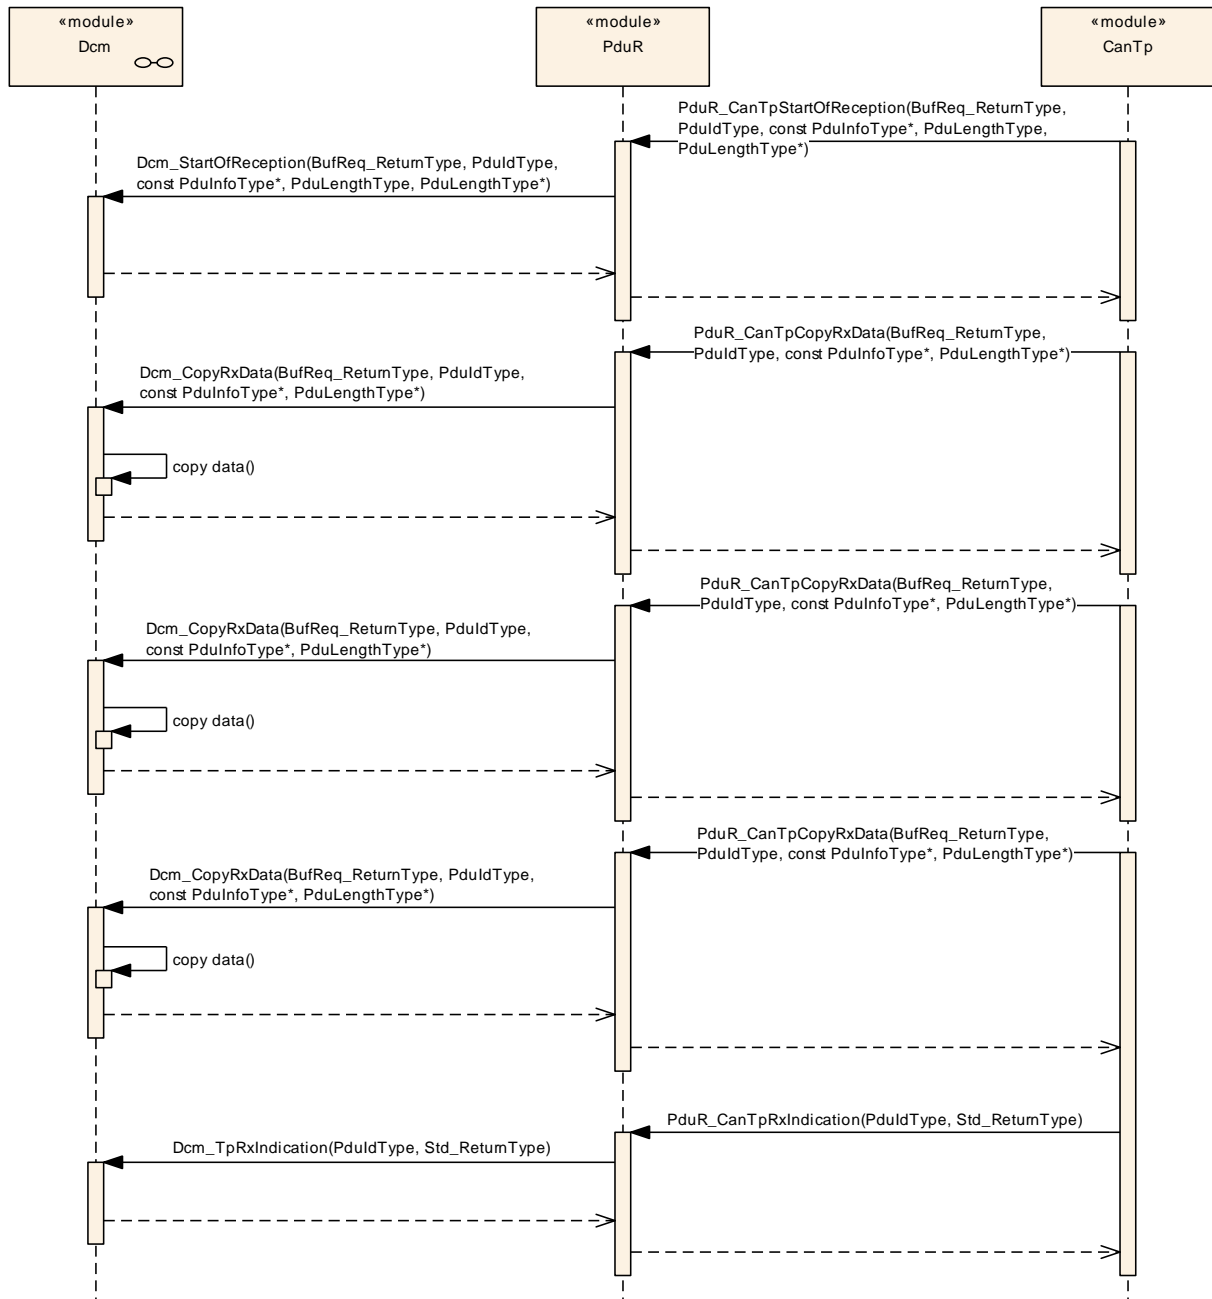 «module»
Dcm
«module»
PduR
«module»
CanTp
PduR_CanTpStartOfReception(BufReq_ReturnType,
PduIdType, const PduInfoType*, PduLengthType,
PduLengthType*)
Dcm_StartOfReception(BufReq_ReturnType, PduIdType,
const PduInfoType*, PduLengthType, PduLengthType*)
PduR_CanTpCopyRxData(BufReq_ReturnType,
PduIdType, const PduInfoType*, PduLengthType*)
Dcm_CopyRxData(BufReq_ReturnType, PduIdType,
const PduInfoType*, PduLengthType*)
copy data()
PduR_CanTpCopyRxData(BufReq_ReturnType,
PduIdType, const PduInfoType*, PduLengthType*)
Dcm_CopyRxData(BufReq_ReturnType, PduIdType,
const PduInfoType*, PduLengthType*)
copy data()
PduR_CanTpCopyRxData(BufReq_ReturnType,
PduIdType, const PduInfoType*, PduLengthType*)
Dcm_CopyRxData(BufReq_ReturnType, PduIdType,
const PduInfoType*, PduLengthType*)
copy data()
PduR_CanTpRxIndication(PduIdType, Std_ReturnType)
Dcm_TpRxIndication(PduIdType, Std_ReturnType)